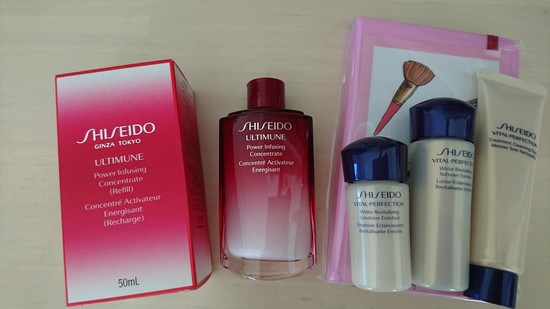 SHISEIDO
GINZA TOKYO
ULTIMUNE
Power Infusing
Concentrate
(Refill)
Concentré Activateur
Energisant
(Recharge)
50mL
SHISEIDO
ULTIMUNE
Power Infusing
Concentrate
Concentré Activateur
Energisant
SHISEIDO
VITAL-PERFECTION
White Revitalizing
Emulsion Enriched
Emulsion Eclaircissante
Revitalisante Enrichie
SHISEIDO
VITAL-PERFECTION
White Revitalizing
Softener Enriched
Revitalisante Enrichie
SHISEIDO
VITAL-PERFECTION
Cleansing